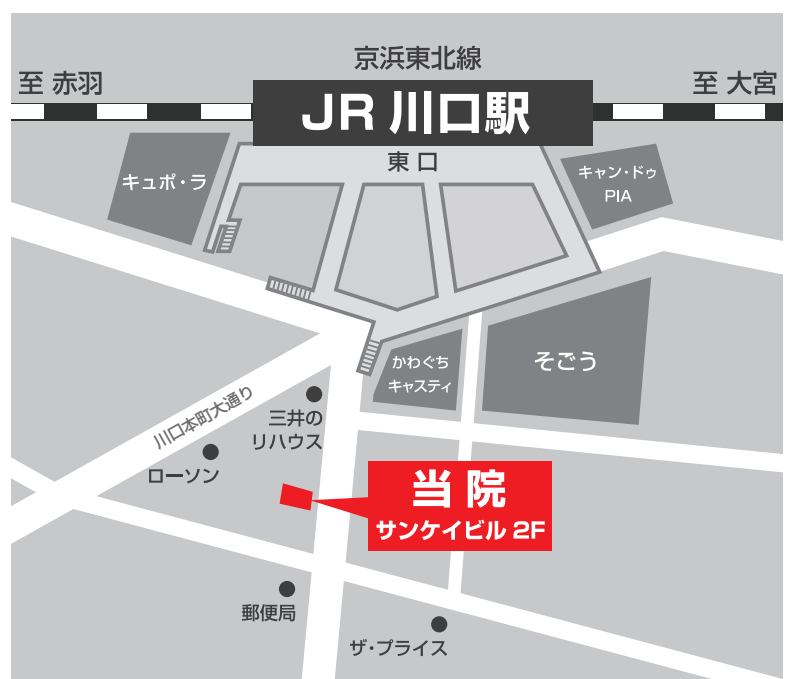 京浜東北線
至 赤羽
至 大宮
JR 川口駅
東 口
キュポ・ラ
キャン・ドゥ
PIA
かわぐち
キャスティ
そごう
川口本町大通り
三井の
リハウス
ローソン
当 院
サンケイビル 2F
郵便局
ザ・プライス